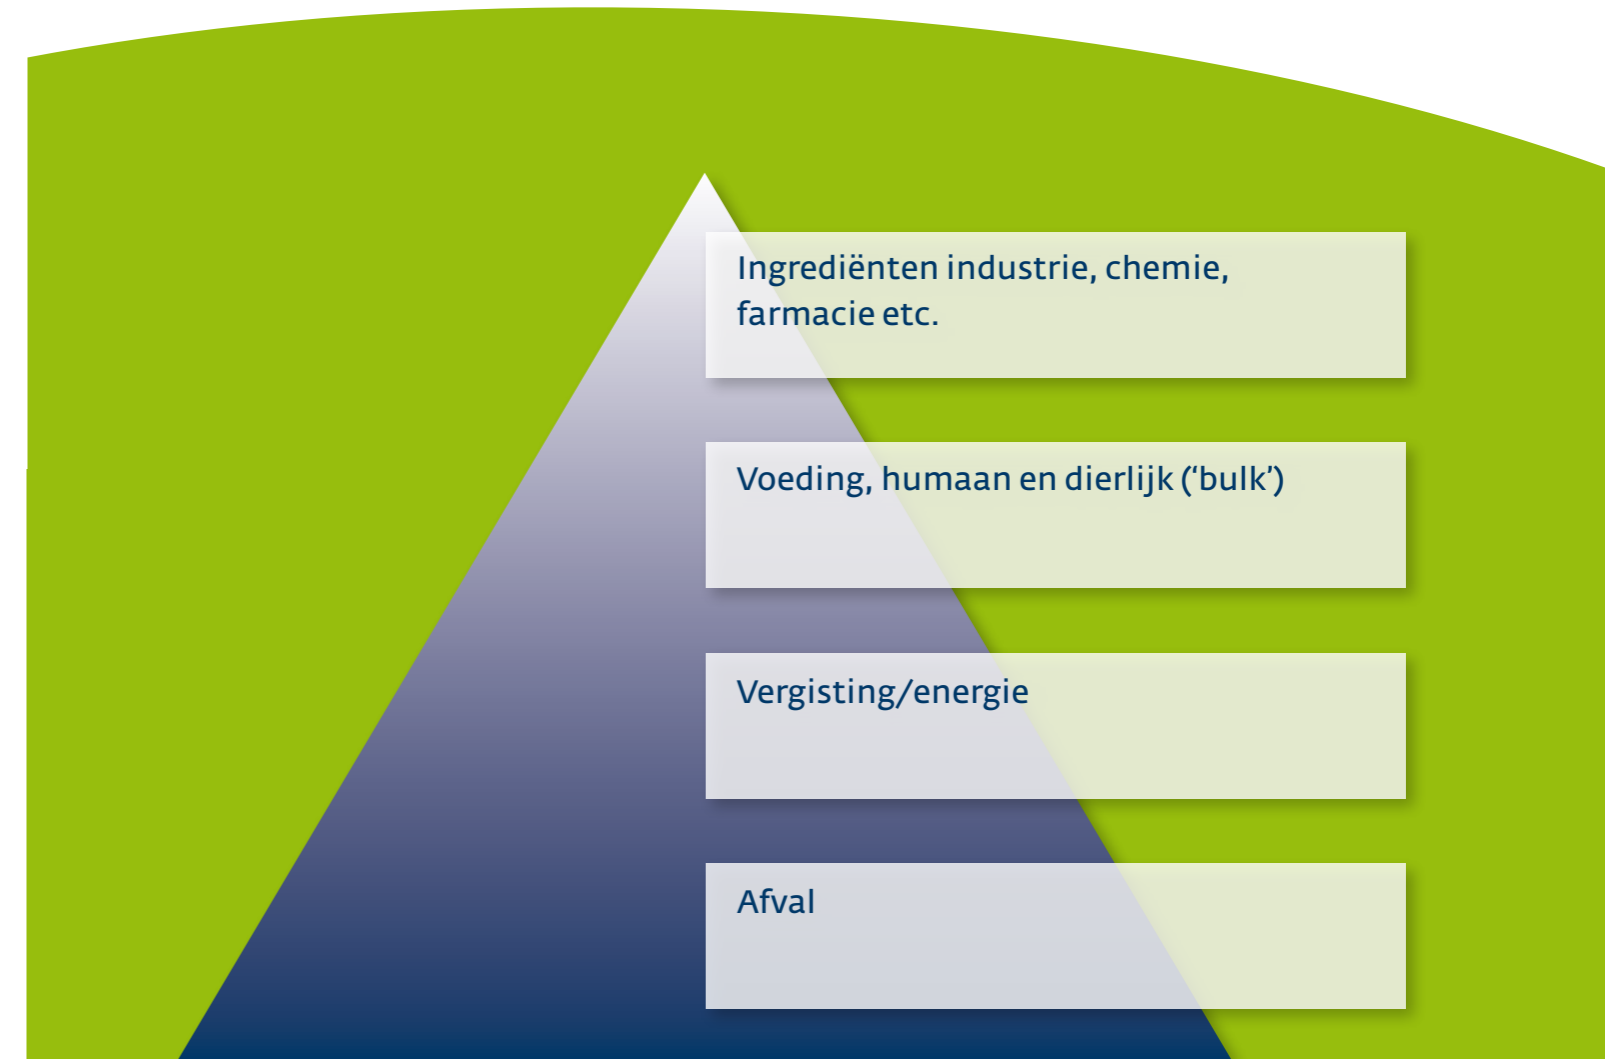 Ingrediënten industrie, chemie,
farmacie etc.
Voeding, humaan en dierlijk (‘bulk’)
Vergisting/energie
Afval